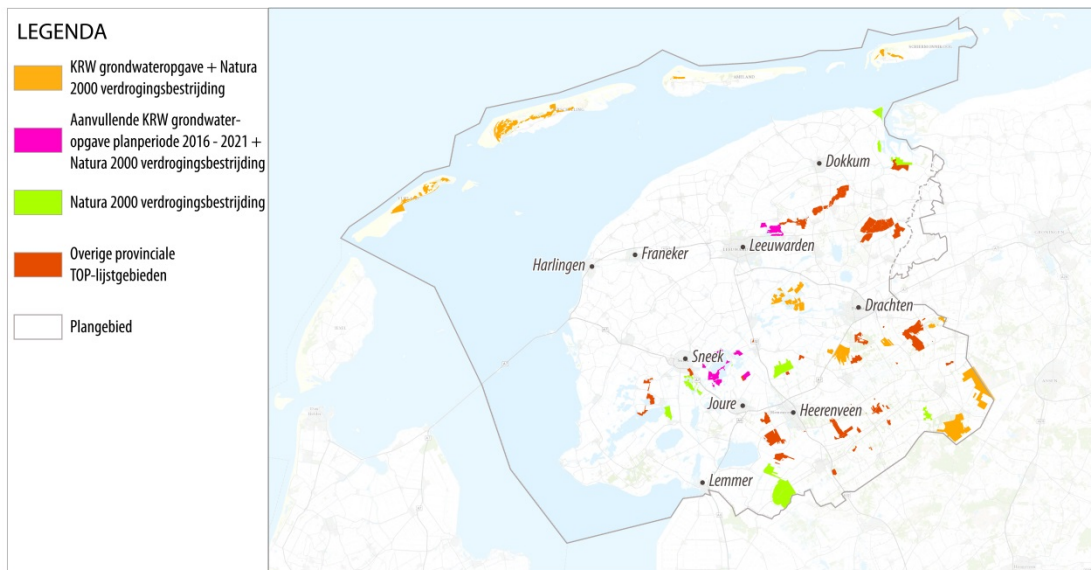 LEGENDA
KRW grondwateropgave + Natura
2000 verdrogingsbestrijding
Aanvullende KRW grondwater-
opgave planperiode 2016 - 2021 +
Natura 2000 verdrogingsbestrijding
Natura 2000 verdrogingsbestrijding
Overige provinciale
TOP-lijstgebieden
Plangebied
Dokkum
Leeuwarden
Franeker
Harlingen
Drachten
Sneek
Joure
Heerenveen
Lemmer